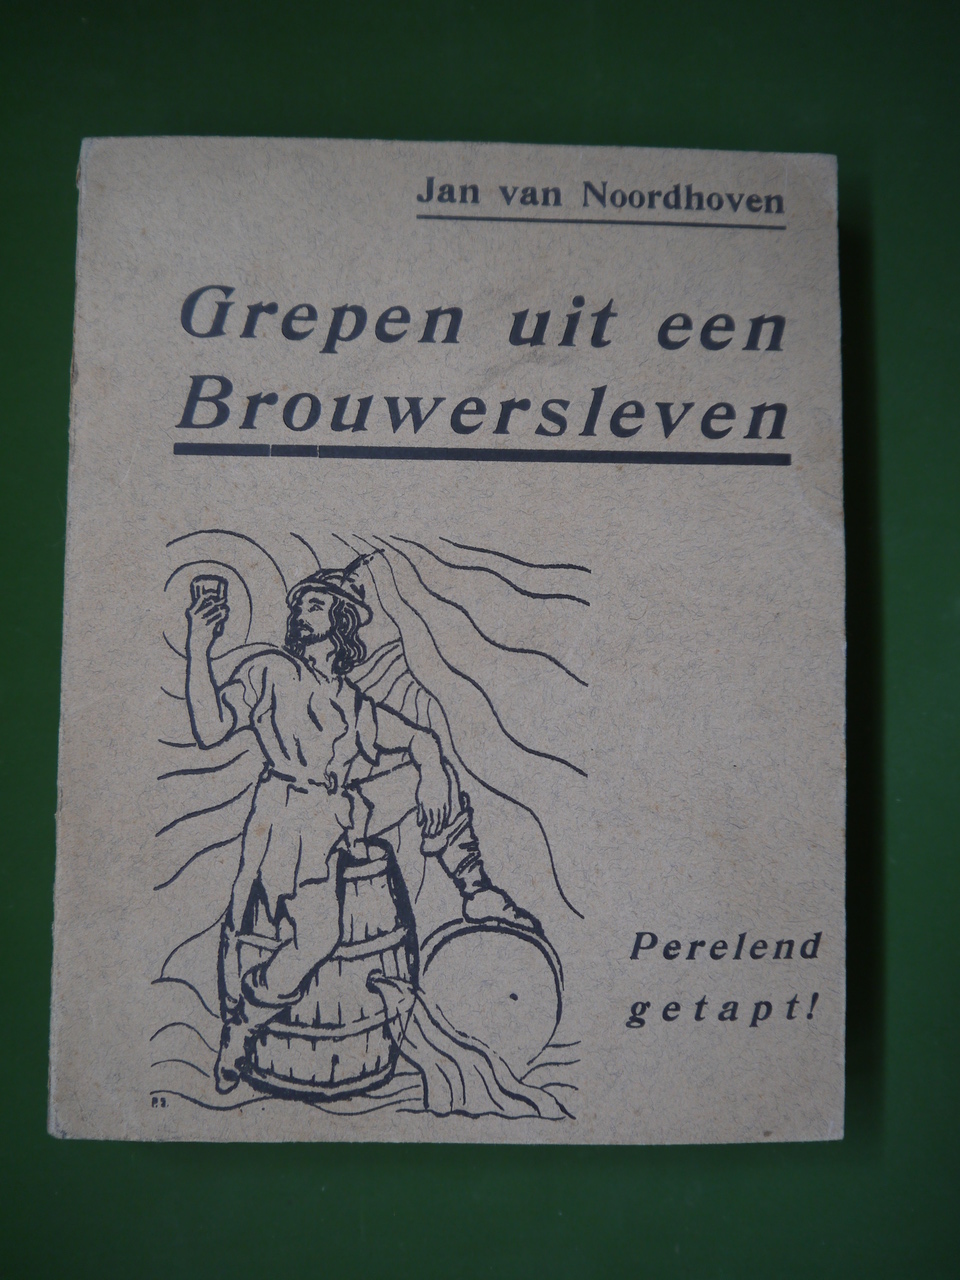 Jan van Noordhoven
Grepen uit een
Brouwersleven
Perelend
getapt!